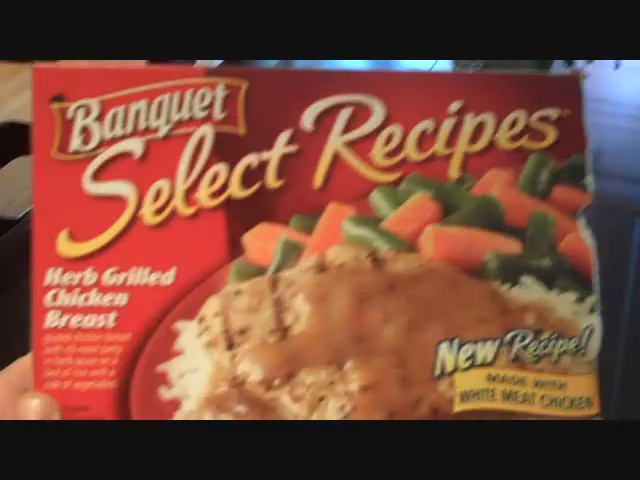 Banquet
Select Recipes
Herb Grilled
Chicken
Breast
New Recipe!
MADE WITH
WHITE MEAT CHICKEN